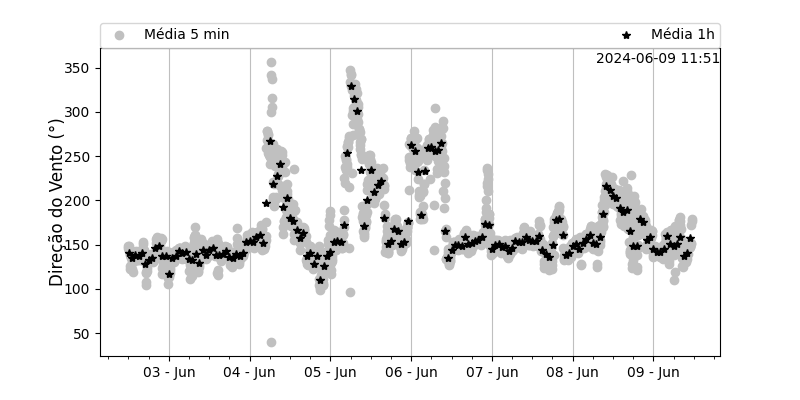 Média 5 min
Média 1h
2024-06-09 11:51
Direção do Vento (°)
350
300
250
200
150
100
50
03 - Jun
04 - Jun
05 - Jun
06 - Jun
07 - Jun
08 - Jun
09 - Jun